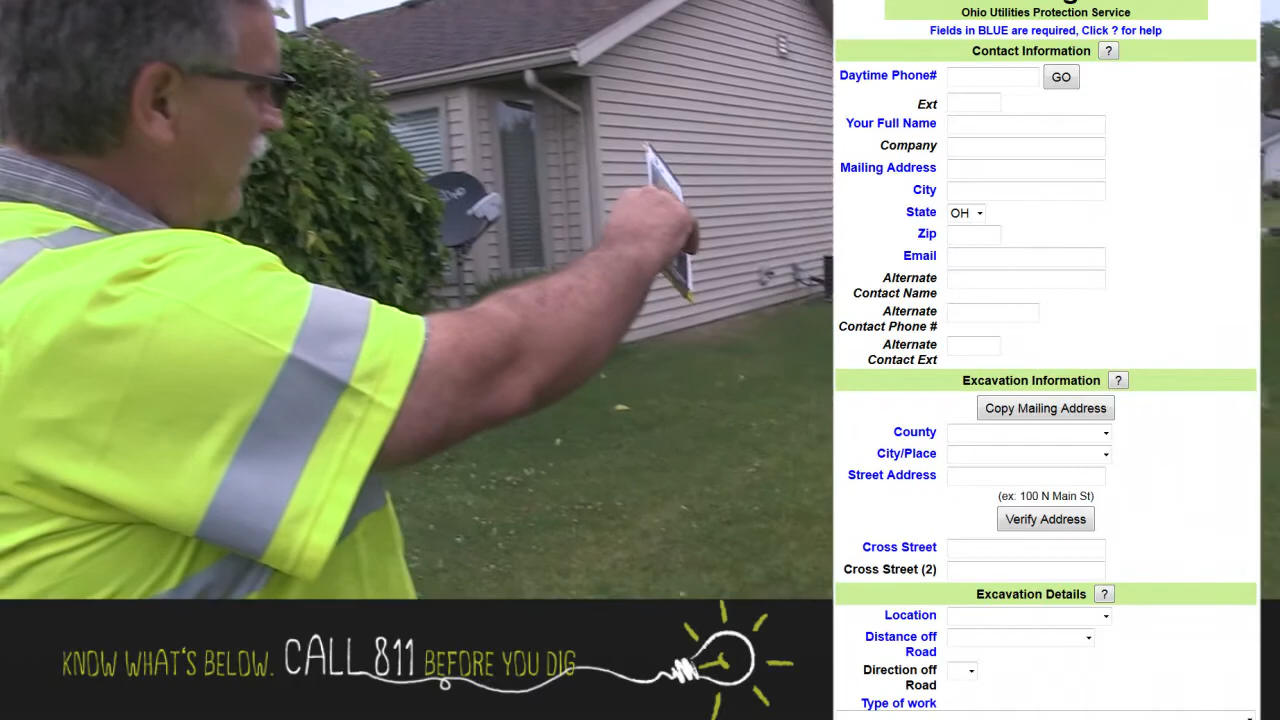 Ohio Utilities Protection Service
Fields in BLUE are required, Click ? for help
Contact Information ?
Daytime Phone# GO
Ext
Your Full Name
Company
Mailing Address
City
State OH
Zip
Email
Alternate
Contact Name
Alternate
Contact Phone #
Alternate
Contact Ext
Excavation Information ?
Copy Mailing Address
County
City/Place
Street Address
(ex: 100 N Main St)
Verify Address
Cross Street
Cross Street (2)
Excavation Details ?
Location
Distance off
Road
Direction off
Road
Type of work
KNOW WHAT'S BELOW. CALL 811 BEFORE YOU DIG